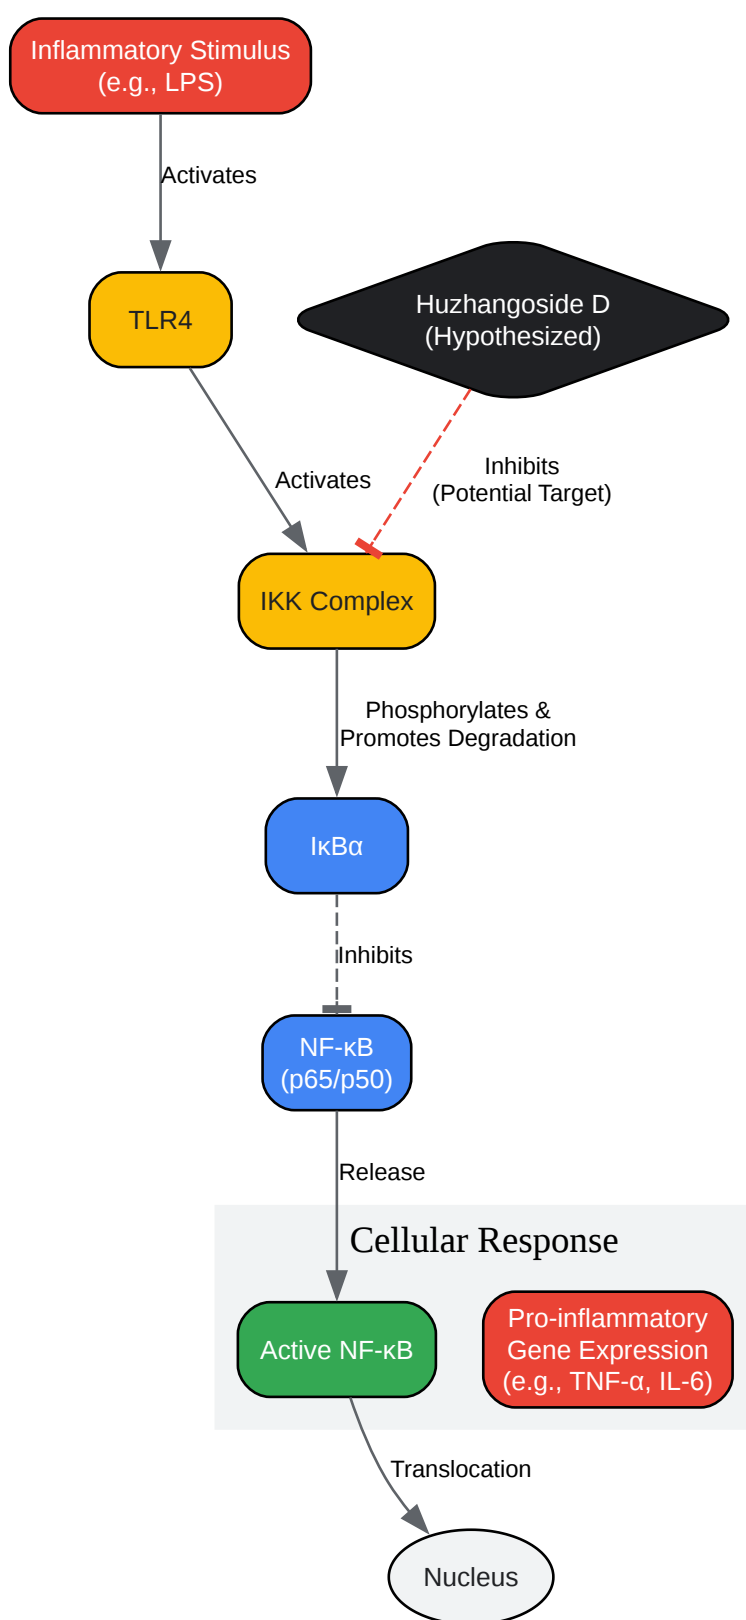 Inflammatory Stimulus
(e.g., LPS)
Activates
TLR4
Huzhangoside D
(Hypothesized)
Activates
Inhibits
(Potential Target)
IKK Complex
Phosphorylates &
Promotes Degradation
IκBα
Inhibits
NF-κB
(p65/p50)
Release
Cellular Response
Active NF-κB
Pro-inflammatory
Gene Expression
(e.g., TNF-α, IL-6)
Translocation
Nucleus